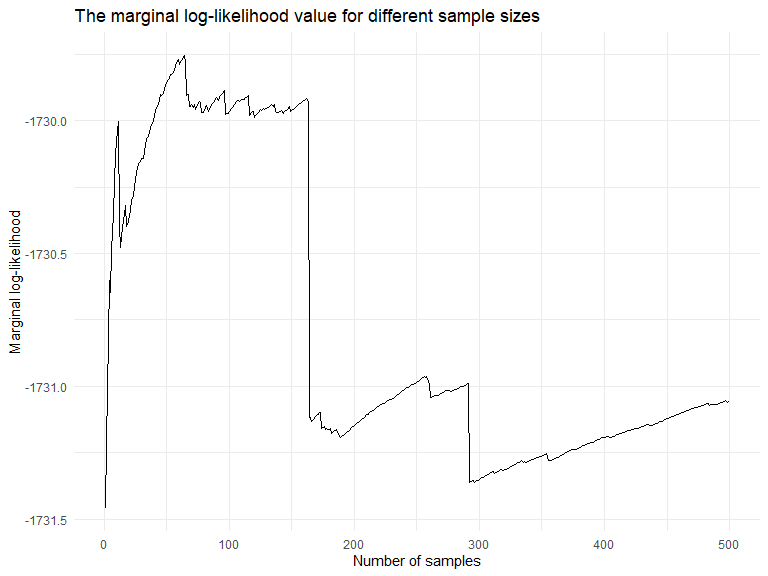 The marginal log-likelihood value for different sample sizes
Marginal log-likelihood
-1730.0
-1730.5
-1731.0
-1731.5
0 100 200 300 400 500
Number of samples